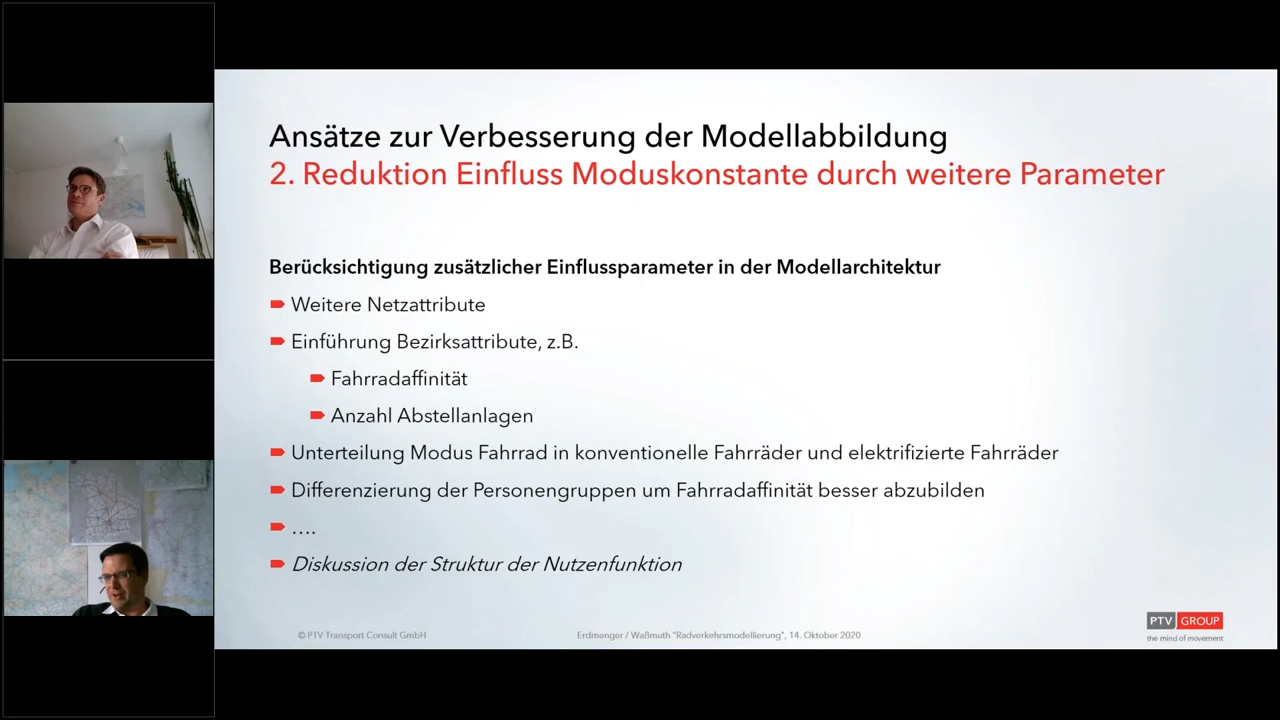 Ansätze zur Verbesserung der Modellabbildung
2. Reduktion Einfluss Moduskonstante durch weitere Parameter
Berücksichtigung zusätzlicher Einflussparameter in der Modellarchitektur
Weitere Netzattribute
Einführung Bezirksattribute, z.B.
Fahrradaffinität
Anzahl Abstellanlagen
Unterteilung Modus Fahrrad in konventionelle Fahrräder und elektrifizierte Fahrräder
Differenzierung der Personengruppen um Fahrradaffinität besser abzubilden
....
Diskussion der Struktur der Nutzenfunktion
© PTV Transport Consult GmbH
Erdmenger / Waßmuth "Radverkehrsmodellierung", 14. Oktober 2020
PTV GROUP
the mind of movement